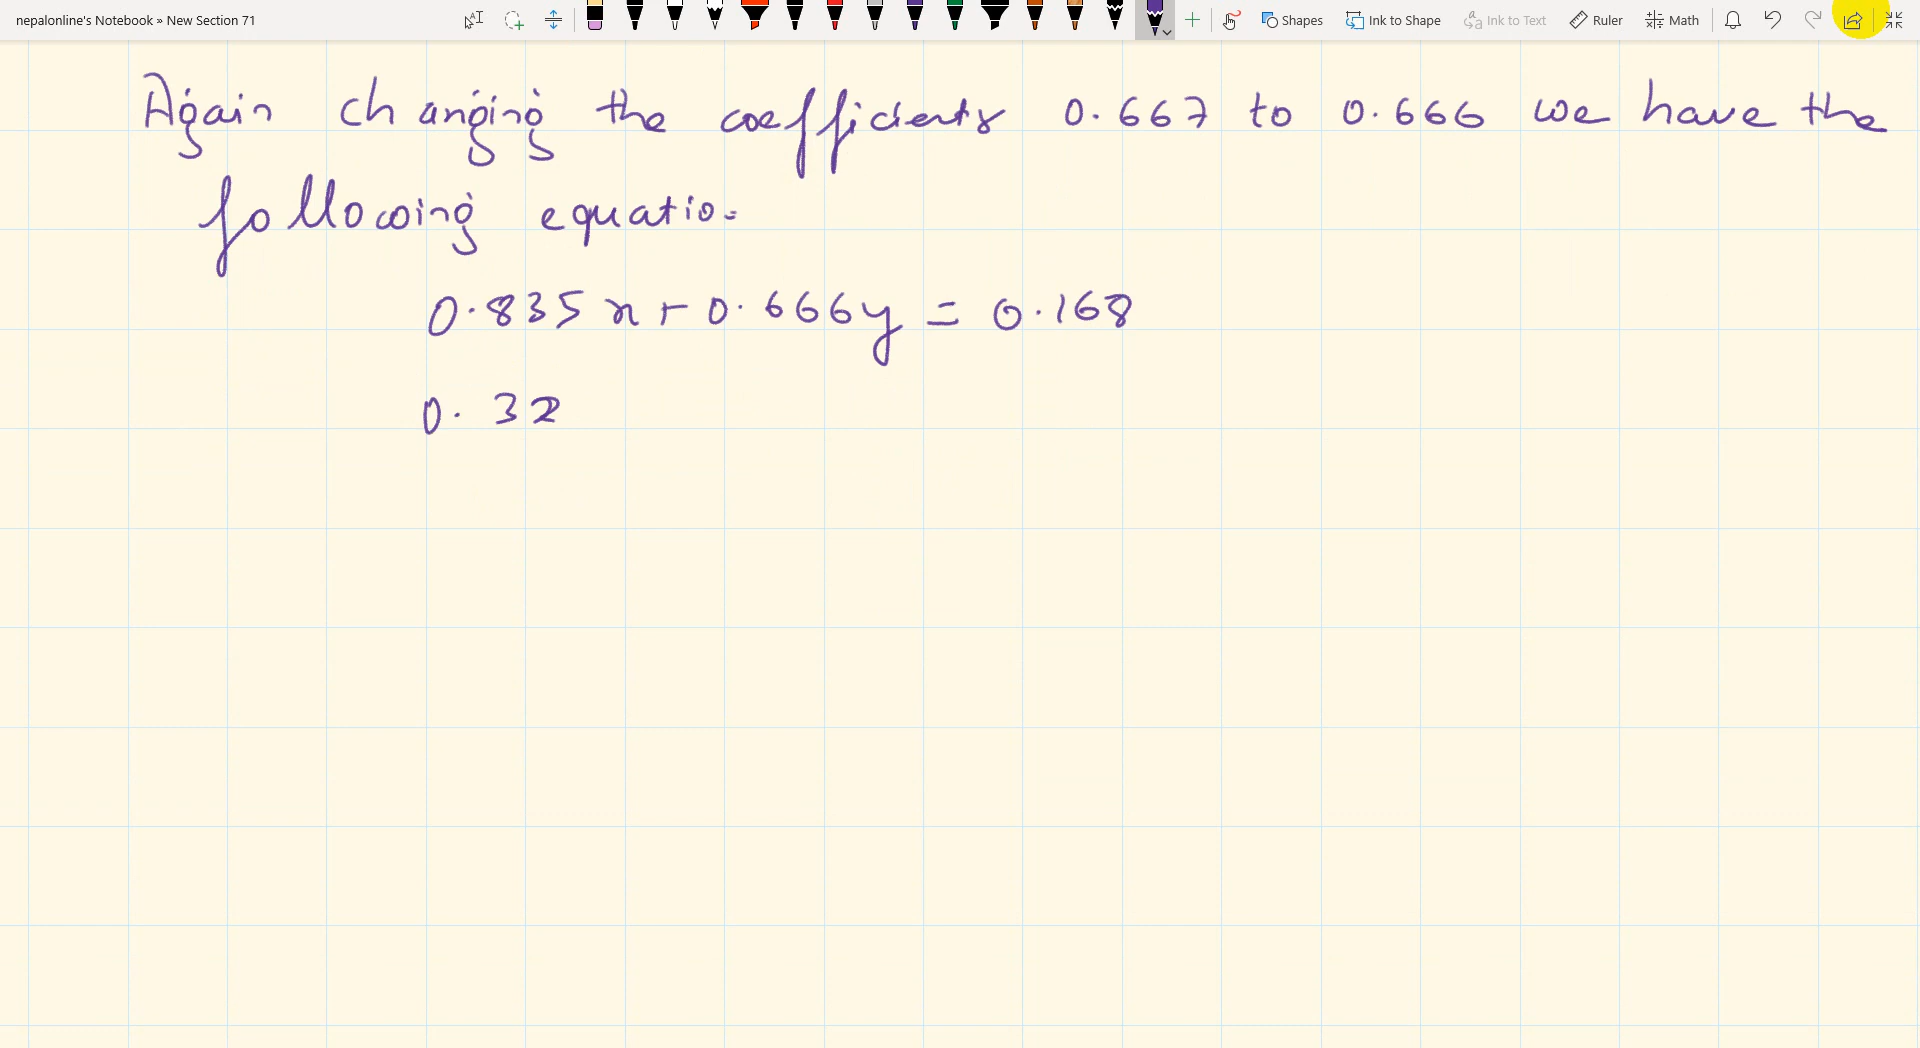 nepalonline's Notebook » New Section 71
Shapes Ink to Shape Ink to Text Ruler Math
Again changing the coefficients 0.667 to 0.666 we have the
following equatio-
0.835x + 0.666y = 0.168
0.32